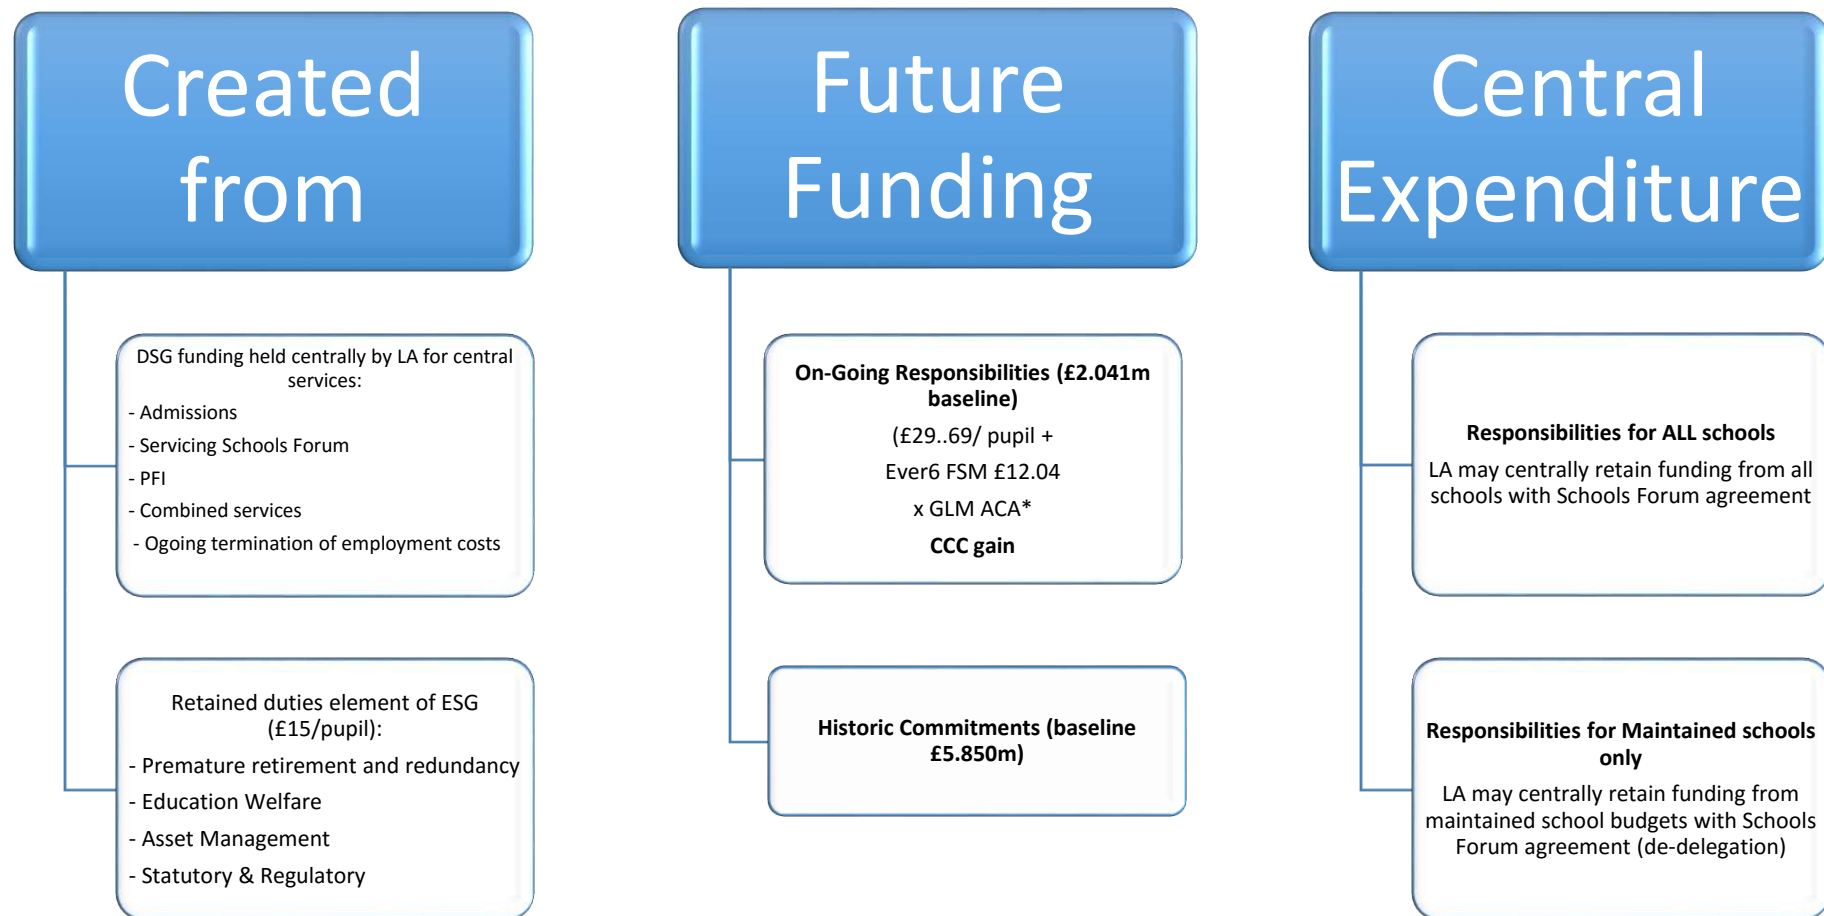 Created
from
DSG funding held centrally by LA for central
services:
- Admissions
- Servicing Schools Forum
- PFI
- Combined services
- Ogoing termination of employment costs
Retained duties element of ESG
(£15/pupil):
- Premature retirement and redundancy
- Education Welfare
- Asset Management
- Statutory & Regulatory
Future
Funding
On-Going Responsibilities (£2.041m
baseline)
(£29..69/ pupil +
Ever6 FSM £12.04
x GLM ACA*
CCC gain
Historic Commitments (baseline
£5.850m)
Central
Expenditure
Responsibilities for ALL schools
LA may centrally retain funding from all
schools with Schools Forum agreement
Responsibilities for Maintained schools
only
LA may centrally retain funding from
maintained school budgets with Schools
Forum agreement (de-delegation)